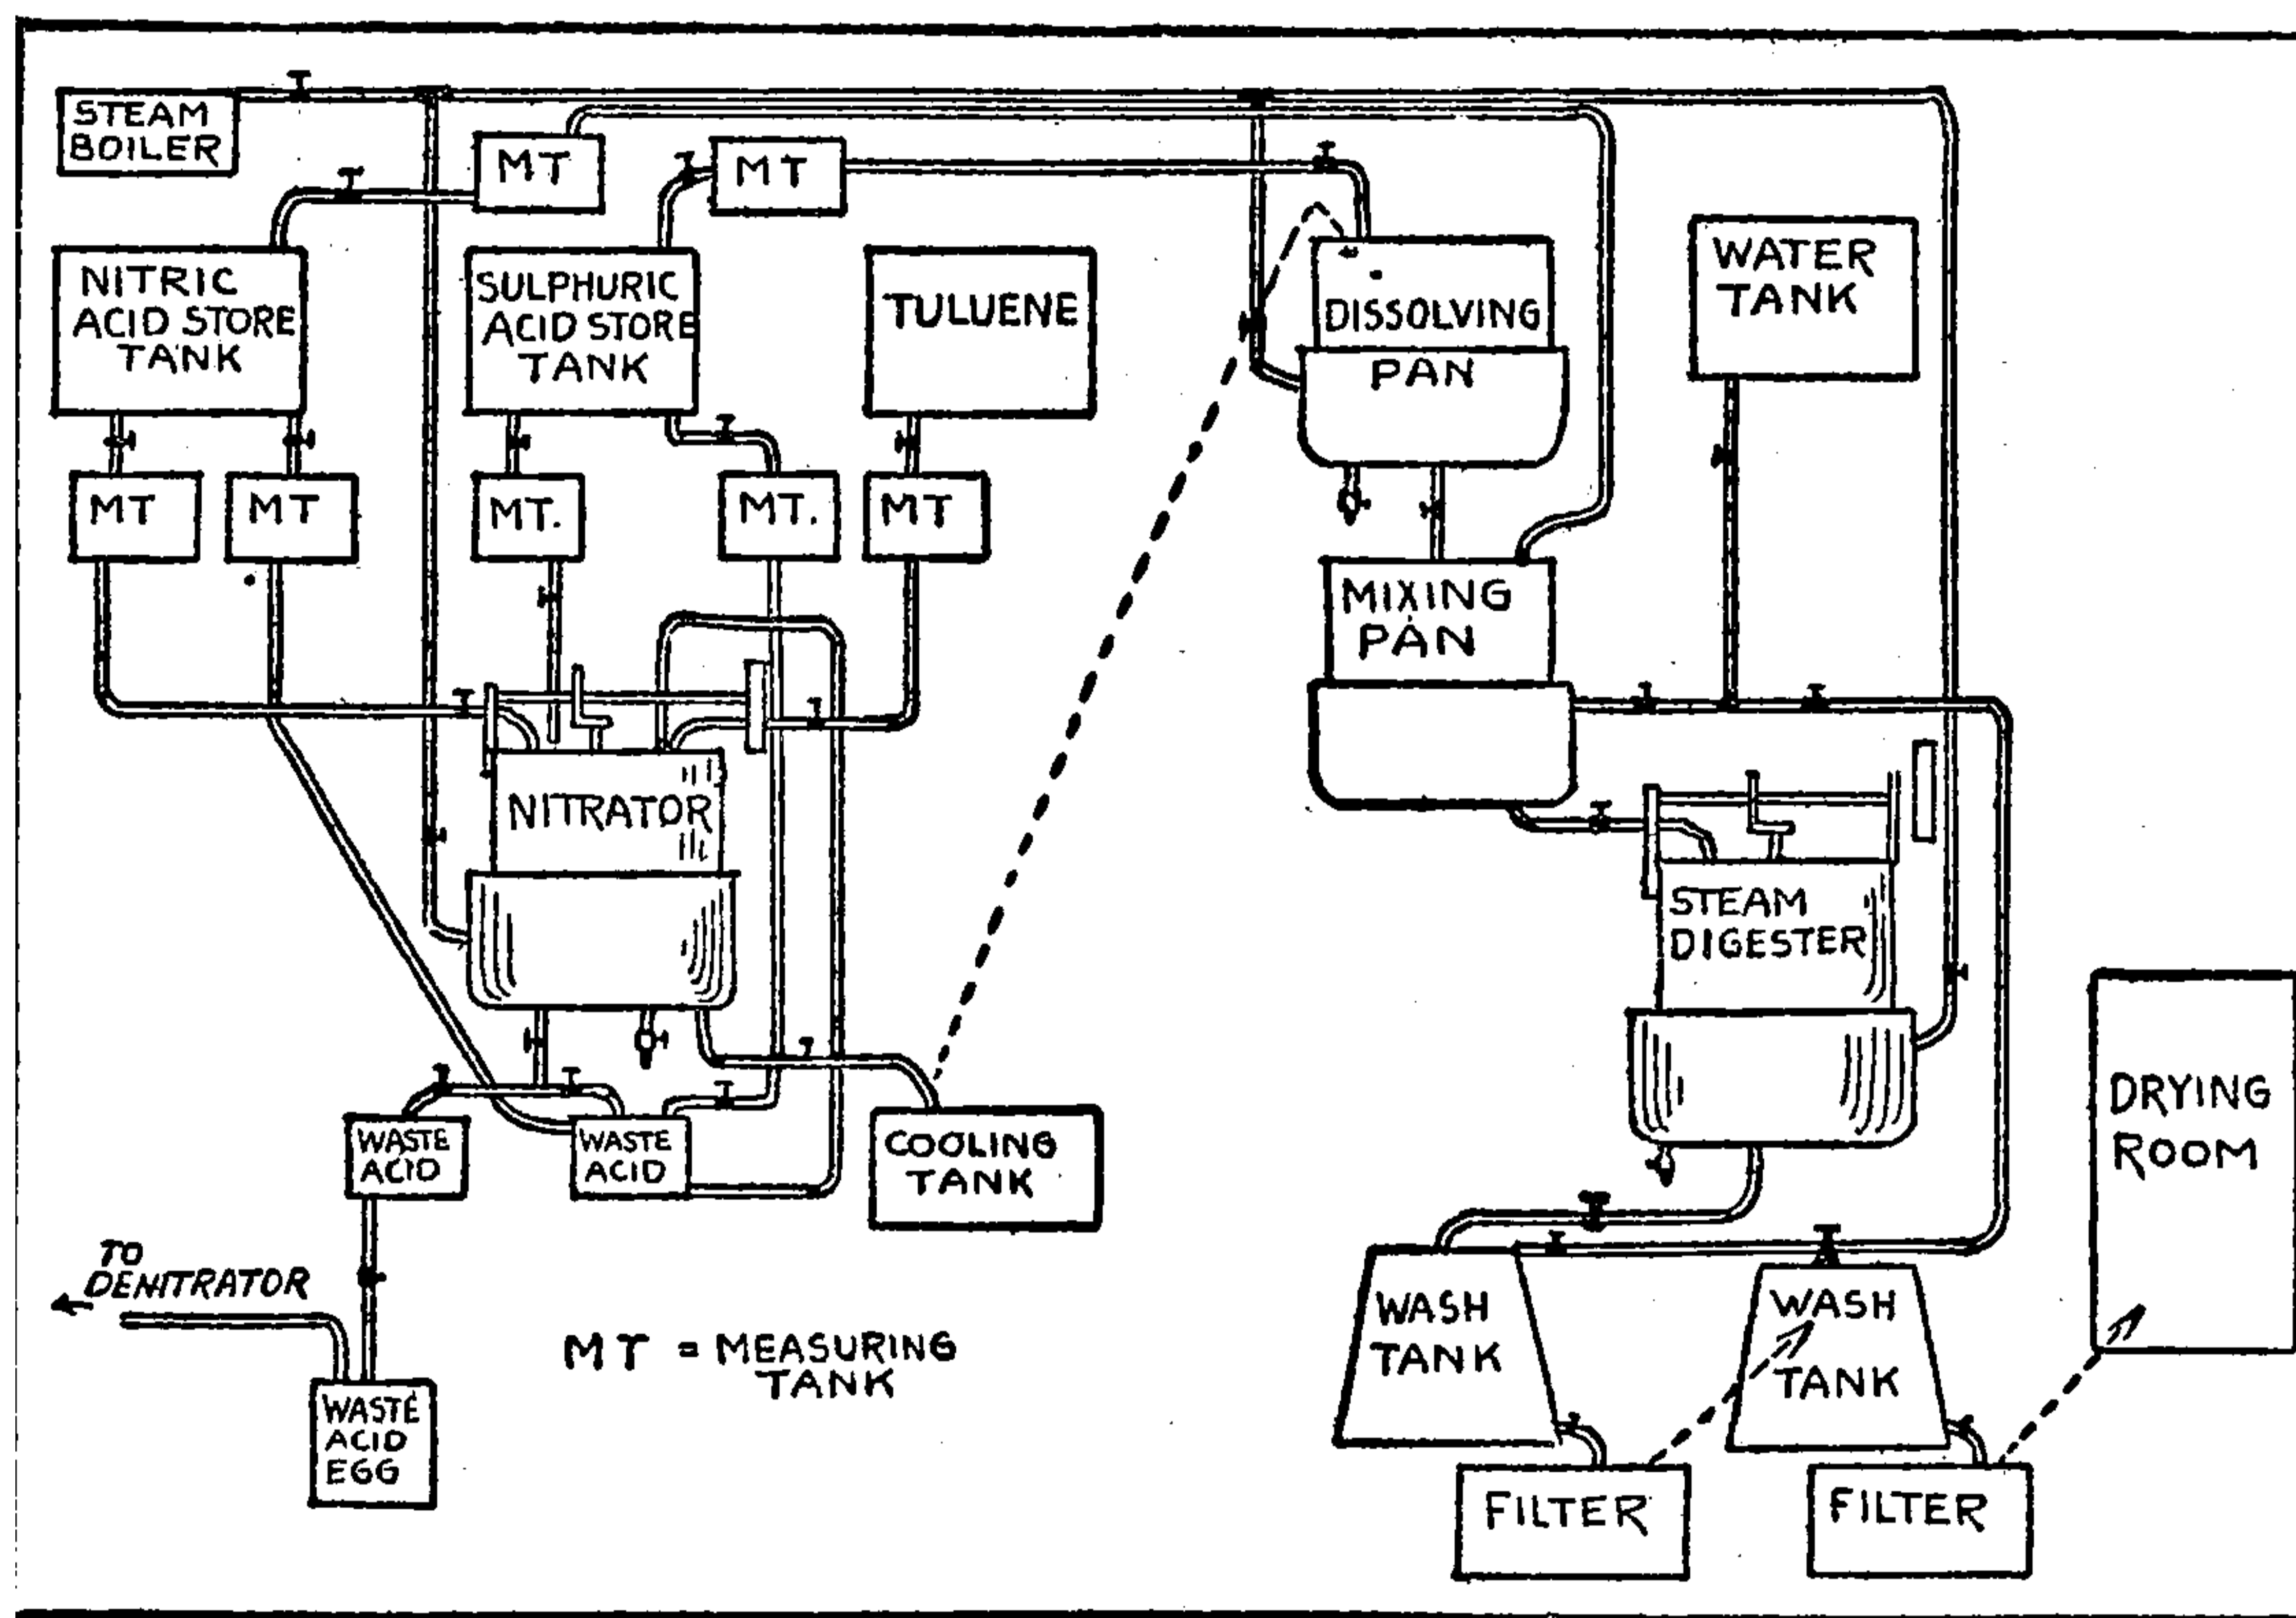 STEAM
BOILER
MT
MT
NITRIC
ACID STORE
TANK
SULPHURIC
ACID STORE
TANK
TULUENE
DISSOLVING
PAN
WATER
TANK
MT
MT
MT.
MT.
MT
MIXING
PAN
NITRATOR
STEAM
DIGESTER
WASTE
ACID
WASTE
ACID
COOLING
TANK
DRYING
ROOM
TO
DENITRATOR
MT = MEASURING
TANK
WASTE
ACID
EGG
WASH
TANK
WASH
TANK
FILTER
FILTER